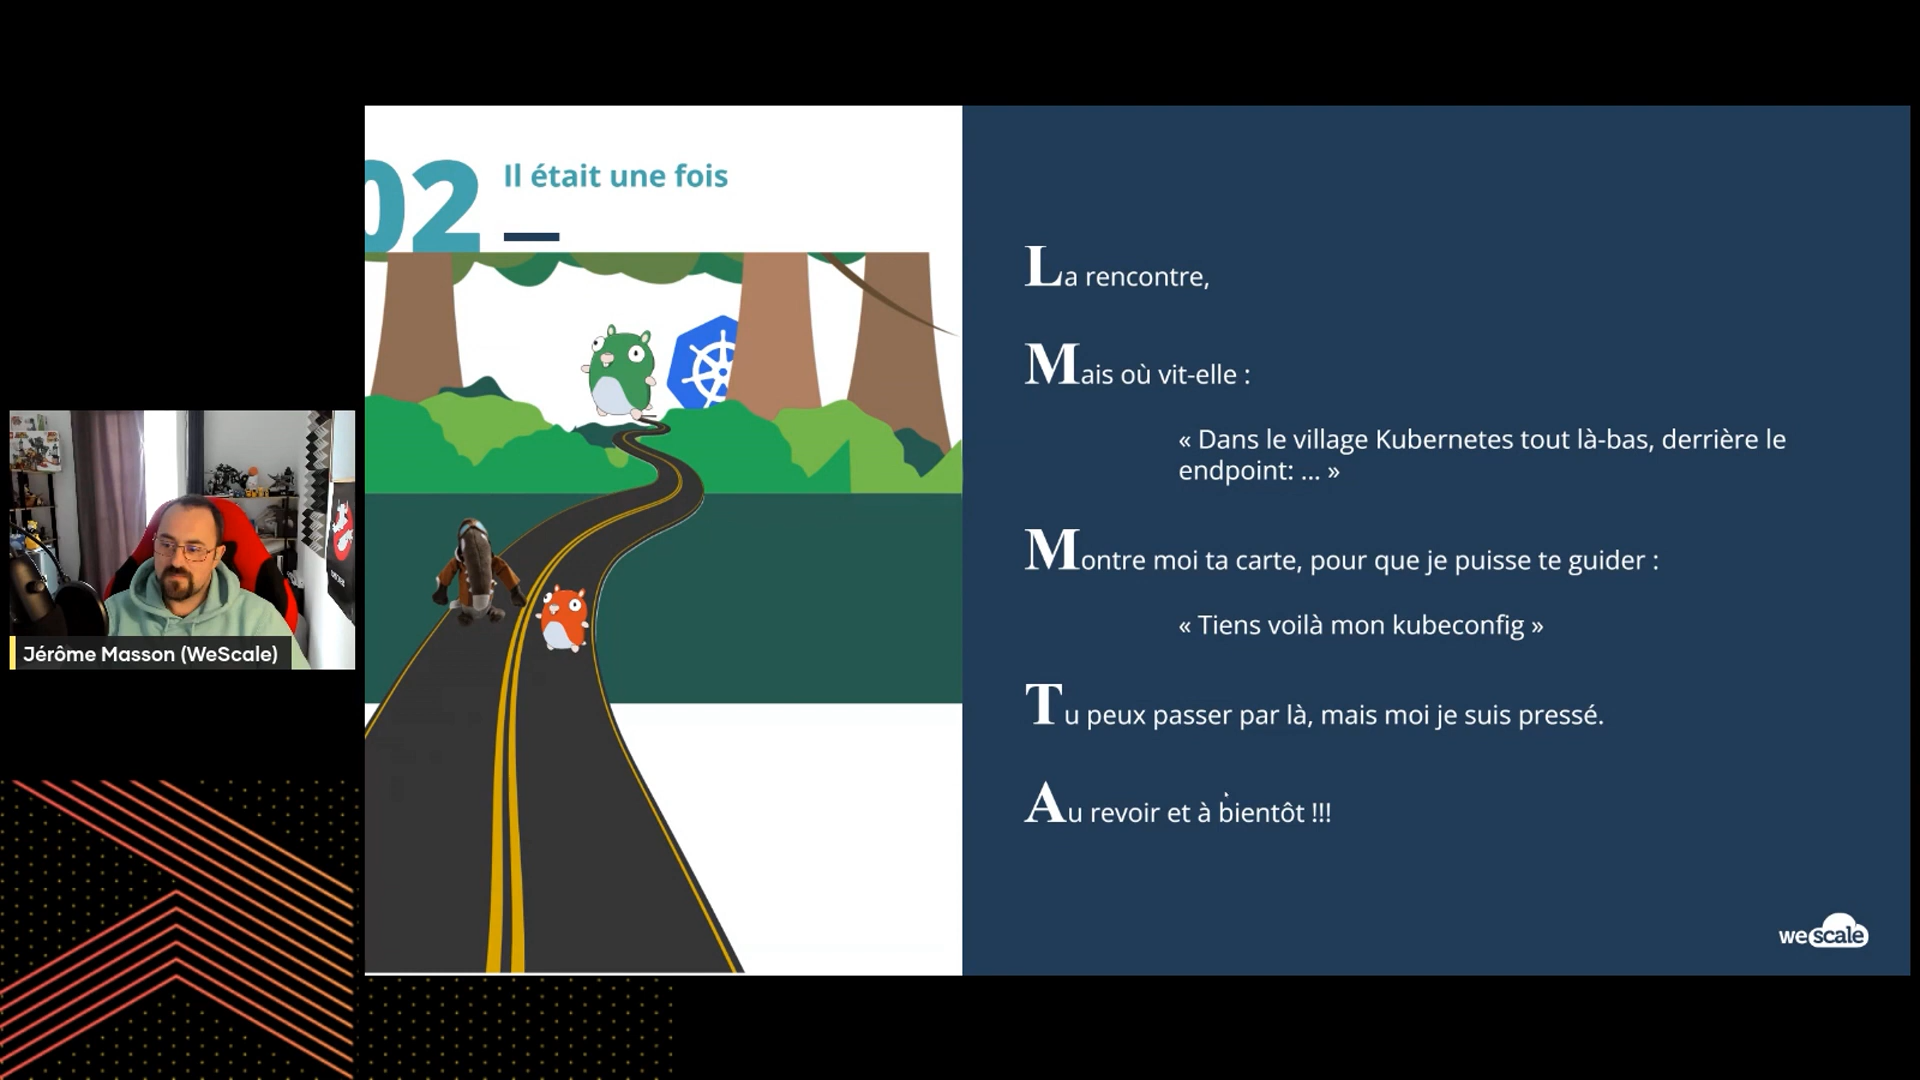 02
Il était une fois
La rencontre,
Mais où vit-elle :
« Dans le village Kubernetes tout là-bas, derrière le
endpoint: ... »
Montre moi ta carte, pour que je puisse te guider :
« Tiens voilà mon kubeconfig »
Tu peux passer par là, mais moi je suis pressé.
Au revoir et à bientôt !!!
Jérôme Masson (WeScale)
wescale